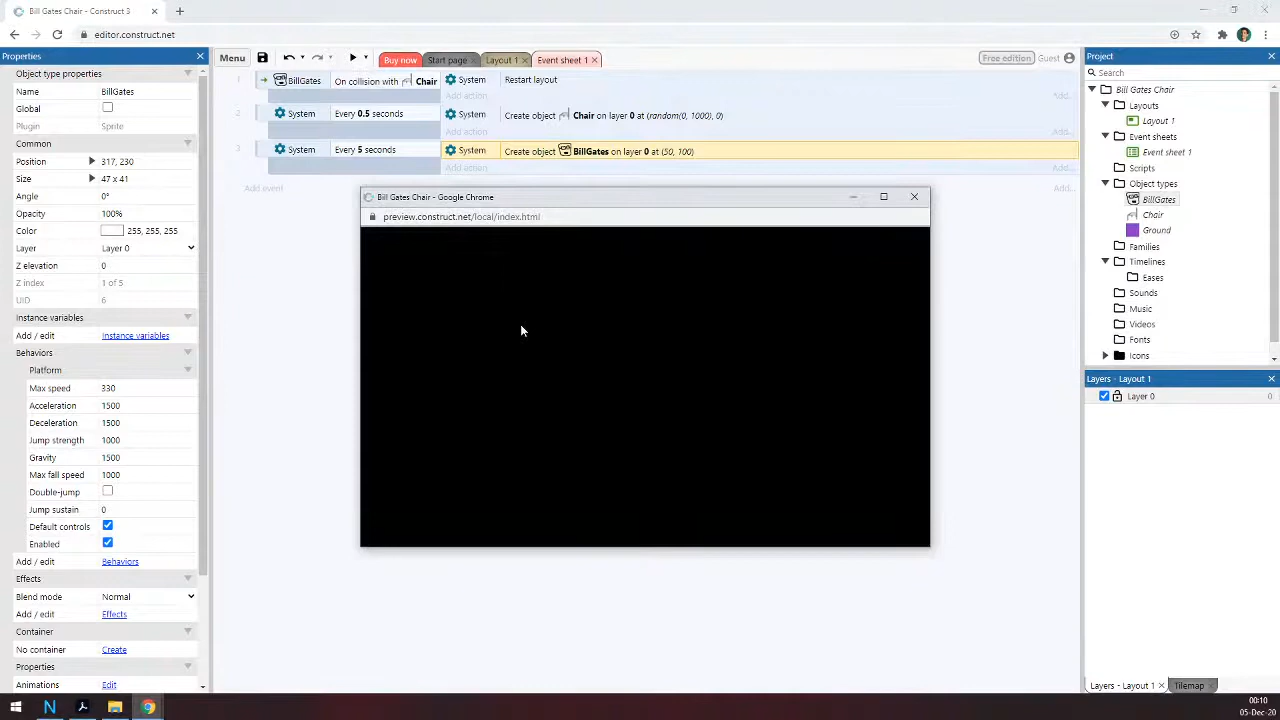 Bill Gates Chair - Construct 3
editor.construct.net
Properties
Object type properties
Name BillGates
Global
Plugin Sprite
Common
Position 317, 230
Size 47 x 41
Angle 0°
Opacity 100%
Color 255, 255, 255
Layer Layer 0
Z elevation 0
Z index 1 of 5
UID 6
Instance variables
Add / edit Instance variables
Behaviors
Platform
Max speed 330
Acceleration 1500
Deceleration 1500
Jump strength 1000
Gravity 1500
Max fall speed 1000
Double-jump
Jump sustain 0
Default controls
Enabled
Add / edit Behaviors
Effects
Blend mode Normal
Add / edit Effects
Container
No container Create
Properties
Animations Edit
Menu
Buy now Start page Layout 1 Event sheet 1
Free edition Guest
1 BillGates On collision with Chair System Restart layout
Add action Add...
2 System Every 0.5 seconds System Create object Chair on layer 0 at (random(0, 1000), 0)
Add action Add...
3 System Every 5 seconds System Create object BillGates on layer 0 at (50, 100)
Add action Add...
Add event Add...
Bill Gates Chair - Google Chrome
preview.construct.net/local/index.html
Project
Search
Bill Gates Chair
Layouts
Layout 1
Event sheets
Event sheet 1
Scripts
Object types
BillGates
Chair
Ground
Families
Timelines
Eases
Sounds
Music
Videos
Fonts
Icons
Layers - Layout 1
Layer 0 0
Layers - Layout 1 Tilemap
00:10
05-Dec-20